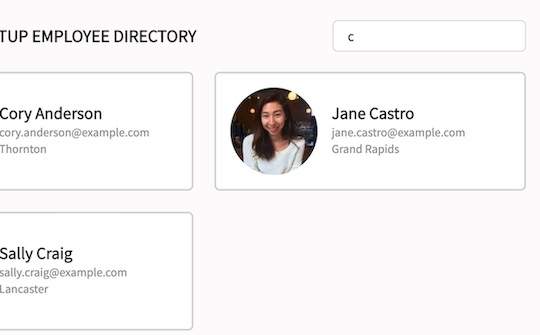 TUP EMPLOYEE DIRECTORY
c
Cory Anderson
cory.anderson@example.com
Thornton
Jane Castro
jane.castro@example.com
Grand Rapids
Sally Craig
sally.craig@example.com
Lancaster